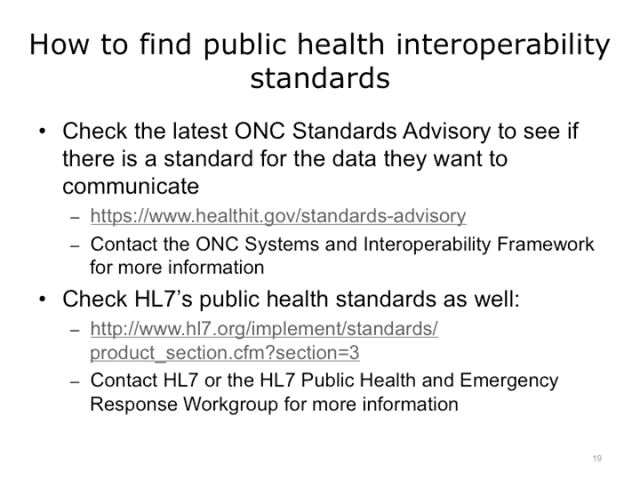 How to find public health interoperability
standards
• Check the latest ONC Standards Advisory to see if
there is a standard for the data they want to
communicate
– https://www.healthit.gov/standards-advisory
– Contact the ONC Systems and Interoperability Framework
for more information
• Check HL7's public health standards as well:
– http://www.hl7.org/implement/standards/
product_section.cfm?section=3
– Contact HL7 or the HL7 Public Health and Emergency
Response Workgroup for more information
19